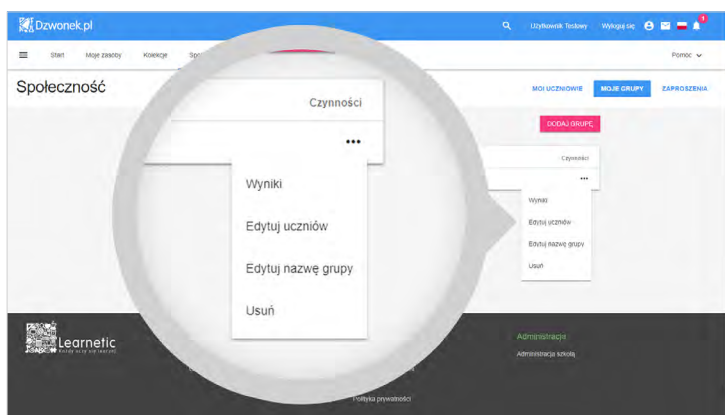 Dzwonek.pl
Użytkownik Testowy
Wyloguj się
1
Start
Moje zasoby
Kolekcje
Pomoc
Społeczność
MOI UCZNIOWIE
MOJE GRUPY
ZAPROSZENIA
DODAJ GRUPĘ
Czynności
•••
Wyniki
Edytuj uczniów
Edytuj nazwę grupy
Usuń
Czynności
•••
Wyniki
Edytuj uczniów
Edytuj nazwę grupy
Usuń
Learnetic
Administracja
Administracja szkołą
Polityka prywatności